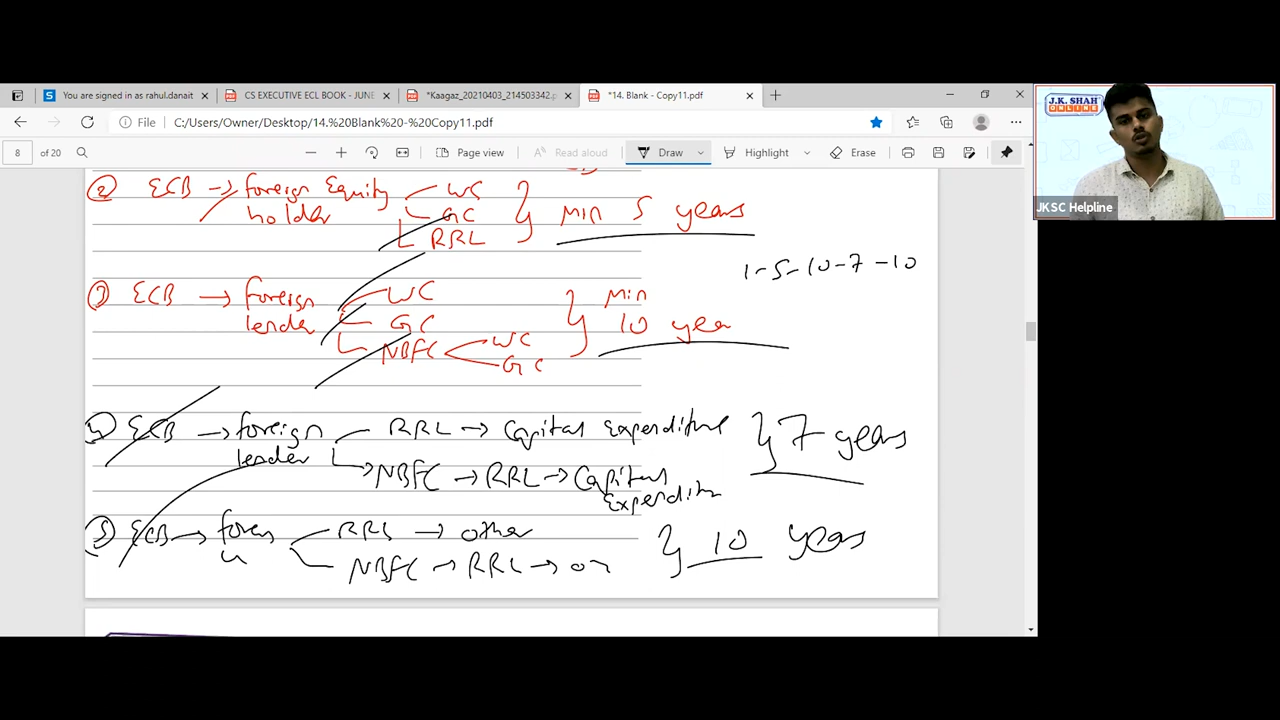 You are signed in as rahul.danait
CS EXECUTIVE ECL BOOK - JUNE
*Kaagaz_20210403_214503342.p
*14. Blank - Copy11.pdf
File C:/Users/Owner/Desktop/14.%20Blank%20-%20Copy11.pdf
8 of 20 Page view Read aloud Draw Highlight Erase
J.K. SHAH
ONLINE
JKSC Helpline
② ECB → foreign Equity holder
WC
GC
RRL
Min 5 years
1-5-10-7-10
③ ECB → foreign lender
WC
GC
NBFC
WC
GC
Min
10 year
④ ECB → foreign lender
RRL → Capital Expenditure
NBFC → RRL → Capital
Expenditu
7 years
⑤ ECB →
RRL → other
NBFC → RRL →
10 years